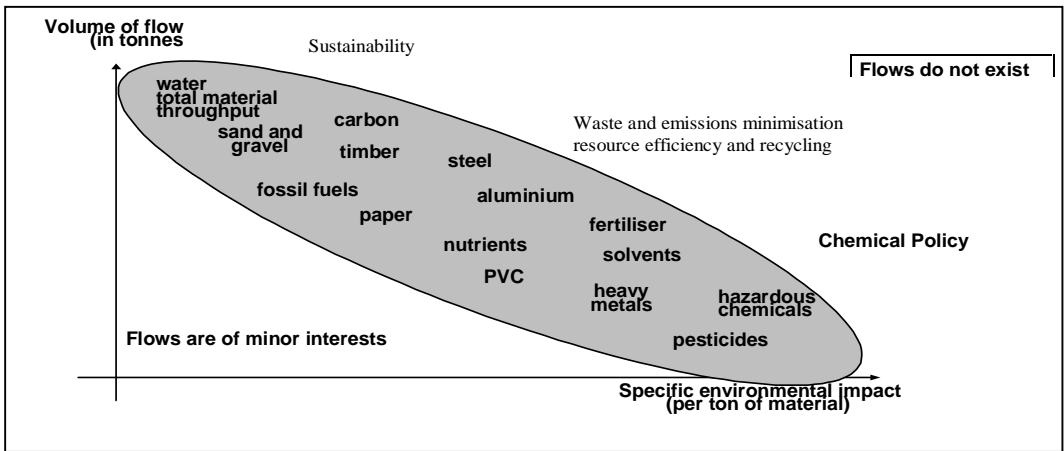 Volume of flow
(in tonnes
Sustainability
Flows do not exist
water
total material
throughput
sand and
gravel
carbon
timber
steel
Waste and emissions minimisation
resource efficiency and recycling
fossil fuels
paper
aluminium
fertiliser
nutrients
solvents
Chemical Policy
PVC
heavy
metals
hazardous
chemicals
Flows are of minor interests
pesticides
Specific environmental impact
(per ton of material)